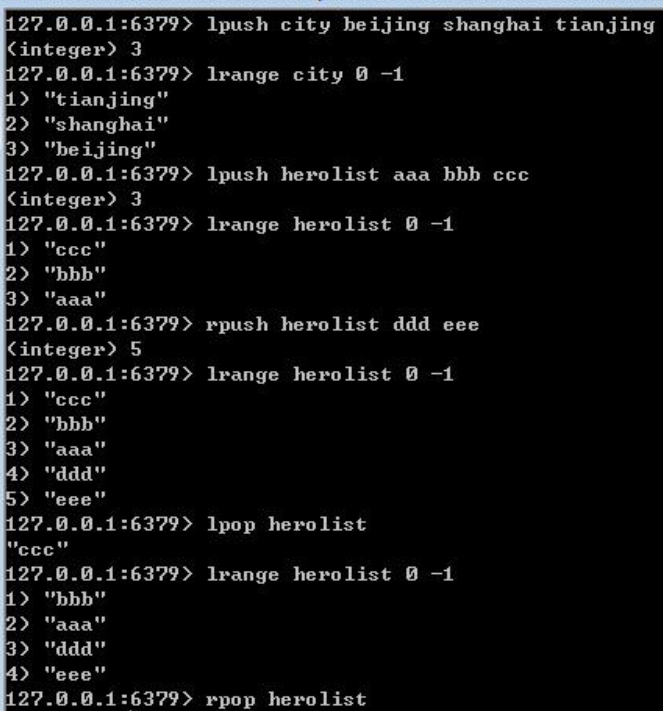 127.0.0.1:6379> lpush city beijing shanghai tianjing
(integer) 3
127.0.0.1:6379> lrange city 0 -1
1) "tianjing"
2) "shanghai"
3) "beijing"
127.0.0.1:6379> lpush herolist aaa bbb ccc
(integer) 3
127.0.0.1:6379> lrange herolist 0 -1
1) "ccc"
2) "bbb"
3) "aaa"
127.0.0.1:6379> rpush herolist ddd eee
(integer) 5
127.0.0.1:6379> lrange herolist 0 -1
1) "ccc"
2) "bbb"
3) "aaa"
4) "ddd"
5) "eee"
127.0.0.1:6379> lpop herolist
"ccc"
127.0.0.1:6379> lrange herolist 0 -1
1) "bbb"
2) "aaa"
3) "ddd"
4) "eee"
127.0.0.1:6379> rpop herolist